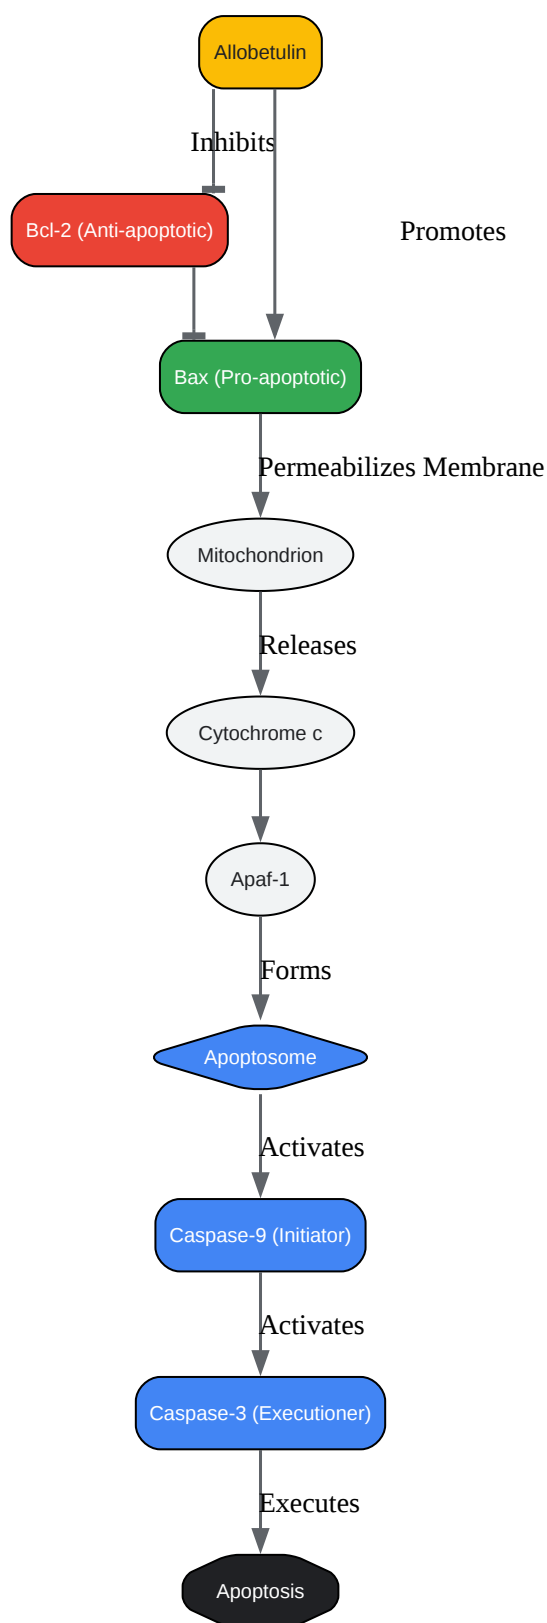 Allobetulin
Inhibits
Bcl-2 (Anti-apoptotic)
Promotes
Bax (Pro-apoptotic)
Permeabilizes Membrane
Mitochondrion
Releases
Cytochrome c
Apaf-1
Forms
Apoptosome
Activates
Caspase-9 (Initiator)
Activates
Caspase-3 (Executioner)
Executes
Apoptosis